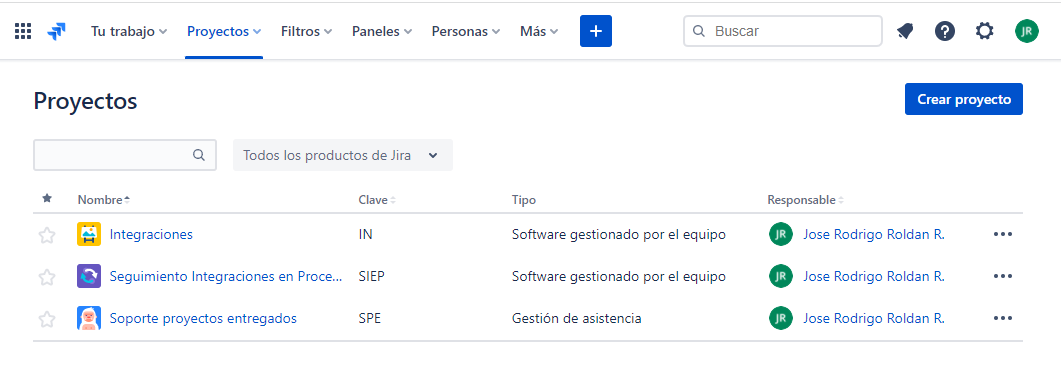 Tu trabajo Proyectos Filtros Paneles Personas Más + Buscar ? JR
Proyectos
Crear proyecto
Todos los productos de Jira
Nombre Clave Tipo Responsable
Integraciones IN Software gestionado por el equipo JR Jose Rodrigo Roldan R.
Seguimiento Integraciones en Proce... SIEP Software gestionado por el equipo JR Jose Rodrigo Roldan R.
Soporte proyectos entregados SPE Gestión de asistencia JR Jose Rodrigo Roldan R.